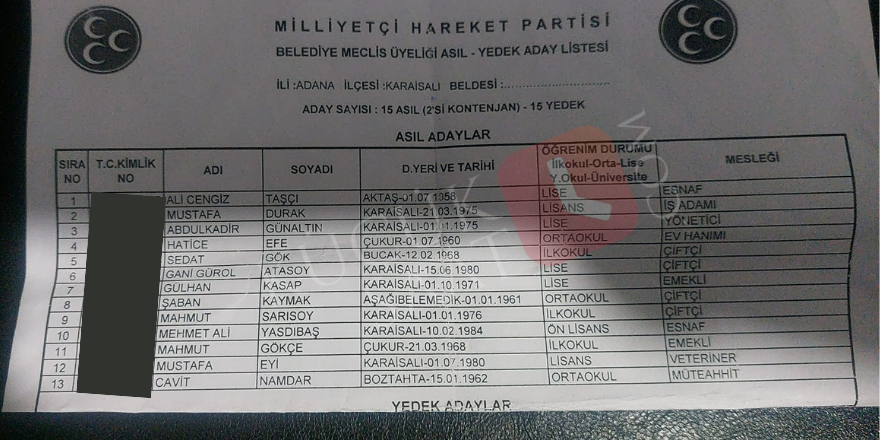 MİLLİYETÇİ HAREKET PARTİSİ
BELEDİYE MECLİS ÜYELİĞİ ASIL - YEDEK ADAY LİSTESİ
İLİ :ADANA İLÇESİ :KARAİSALI BELDESİ :..............................
ADAY SAYISI : 15 ASIL (2'Sİ KONTENJAN) - 15 YEDEK
ASIL ADAYLAR
SIRA NO T.C.KİMLİK NO ADI SOYADI D.YERİ VE TARİHİ ÖĞRENİM DURUMU İlkokul-Orta-Lise Y.Okul-Üniversite MESLEĞİ
1 ALİ CENGİZ TAŞÇI AKTAŞ-01.07.1958 LİSE ESNAF
2 MUSTAFA DURAK KARAİSALI-21.03.1975 LİSANS İŞ ADAMI
3 ABDULKADİR GÜNALTIN KARAİSALI-01.01.1975 LİSE YÖNETİCİ
4 HATİCE EFE ÇUKUR-01.07.1960 ORTAOKUL EV HANIMI
5 SEDAT GÖK BUCAK-12.02.1968 İLKOKUL ÇİFTÇİ
6 GANİ GÜROL ATASOY KARAİSALI-15.06.1980 LİSE ÇİFTÇİ
7 GÜLHAN KASAP KARAİSALI-01.10.1971 LİSE EMEKLİ
8 ŞABAN KAYMAK AŞAĞIBELEMEDİK-01.01.1961 ORTAOKUL ÇİFTÇİ
9 MAHMUT SARISOY KARAİSALI-01.01.1976 İLKOKUL ÇİFTÇİ
10 MEHMET ALİ YASDIBAŞ KARAİSALI-10.02.1984 ÖN LİSANS ESNAF
11 MAHMUT GÖKÇE ÇUKUR-21.03.1968 İLKOKUL EMEKLİ
12 MUSTAFA EYİ KARAİSALI-01.07.1980 LİSANS VETERİNER
13 CAVİT NAMDAR BOZTAHTA-15.01.1962 ORTAOKUL MÜTEAHHİT
YEDEK ADAYLAR